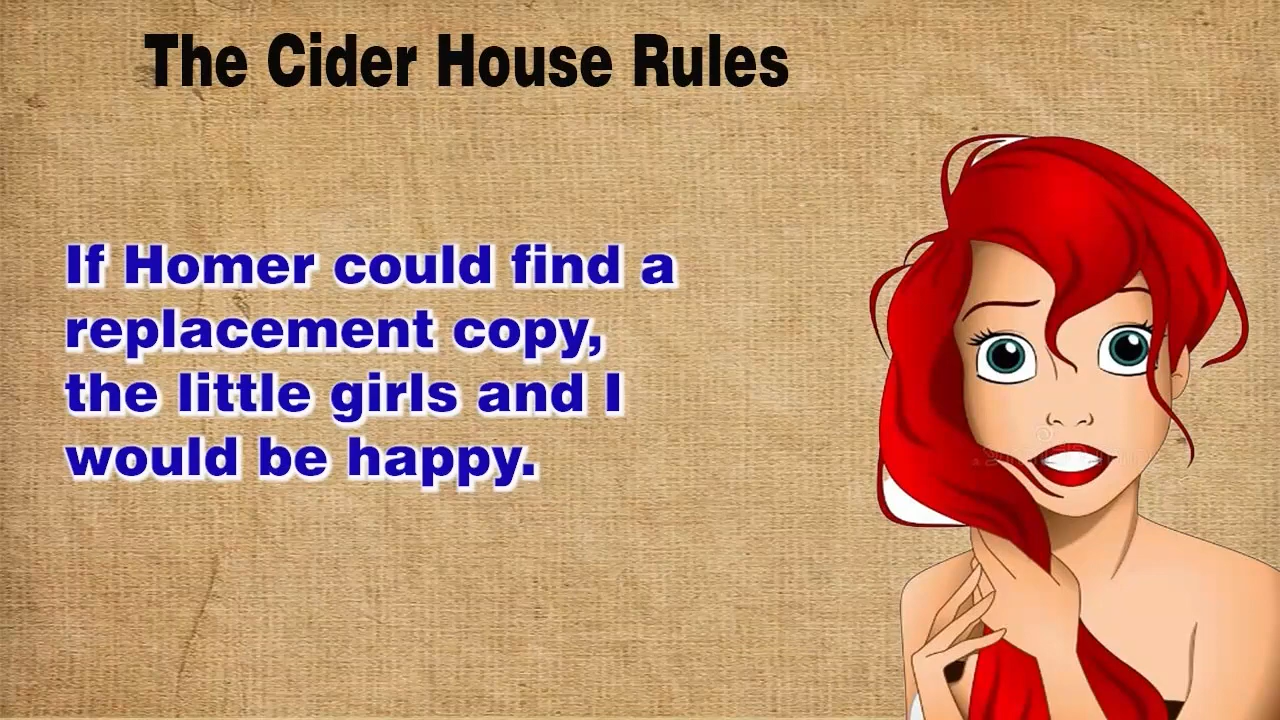 The Cider House Rules
If Homer could find a
replacement copy,
the little girls and I
would be happy.